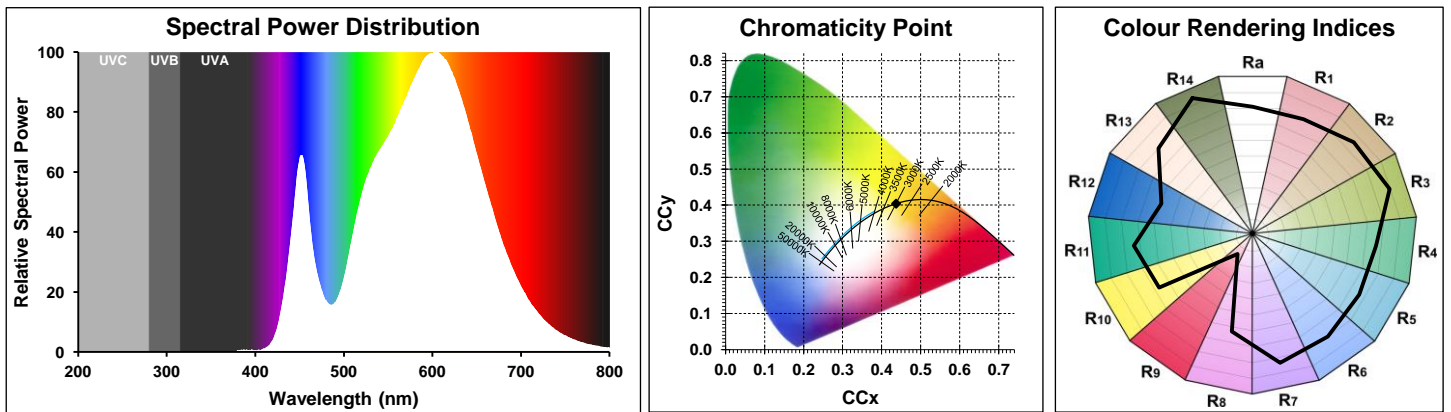 Spectral Power Distribution
UVC
UVB
UVA
100
80
60
40
20
0
Relative Spectral Power
200
300
400
500
600
700
800
Wavelength (nm)
Chromaticity Point
0.8
0.7
0.6
0.5
0.4
0.3
0.2
0.1
0.0
CCy
50000K
20000K
10000K
8000K
6000K
5000K
4000K
3500K
3000K
2500K
2000K
0.0
0.1
0.2
0.3
0.4
0.5
0.6
0.7
CCx
Colour Rendering Indices
Ra
R1
R2
R3
R4
R5
R6
R7
R8
R9
R10
R11
R12
R13
R14